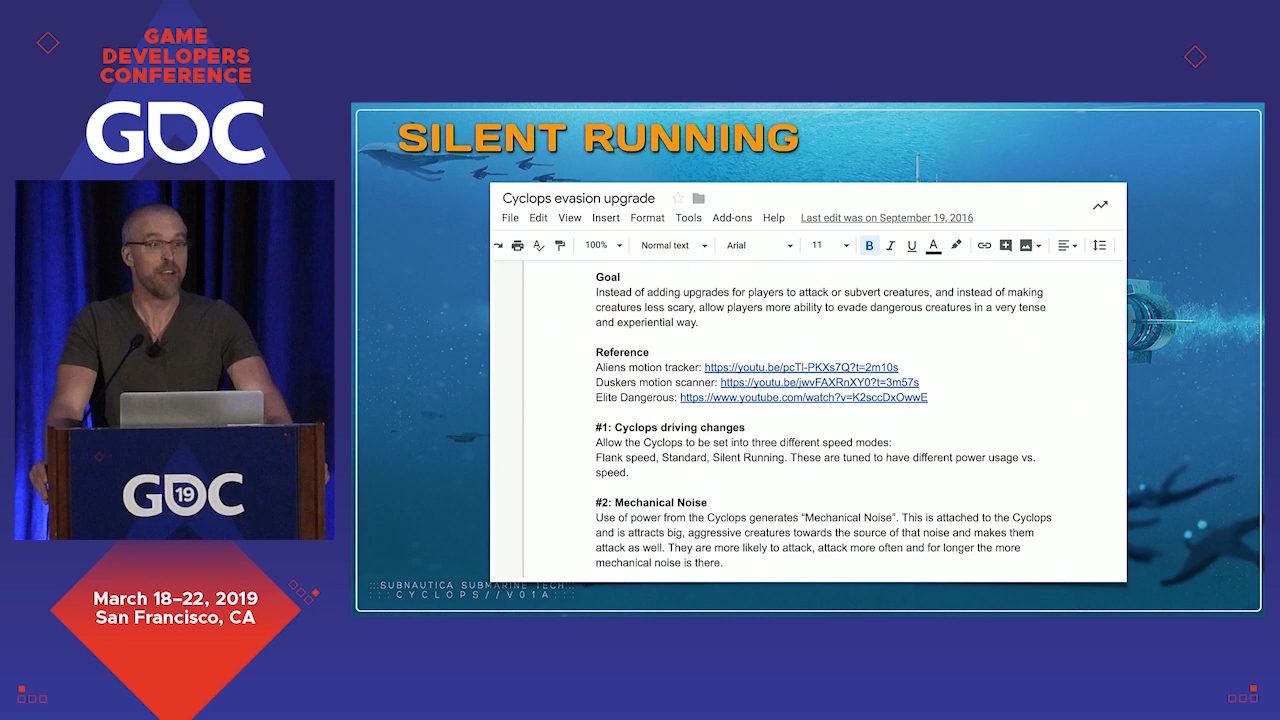 GAME
DEVELOPERS
CONFERENCE
GDC
GDC
19
March 18–22, 2019
San Francisco, CA
SILENT RUNNING
Cyclops evasion upgrade
File Edit View Insert Format Tools Add-ons Help Last edit was on September 19, 2016
100% Normal text Arial 11 B I U A
Goal
Instead of adding upgrades for players to attack or subvert creatures, and instead of making
creatures less scary, allow players more ability to evade dangerous creatures in a very tense
and experiential way.
Reference
Aliens motion tracker: https://youtu.be/pcTl-PKXs7Q?t=2m10s
Duskers motion scanner: https://youtu.be/jwvFAXRnXY0?t=3m57s
Elite Dangerous: https://www.youtube.com/watch?v=K2sccDxOwwE
#1: Cyclops driving changes
Allow the Cyclops to be set into three different speed modes:
Flank speed, Standard, Silent Running. These are tuned to have different power usage vs.
speed.
#2: Mechanical Noise
Use of power from the Cyclops generates “Mechanical Noise”. This is attached to the Cyclops
and is attracts big, aggressive creatures towards the source of that noise and makes them
attack as well. They are more likely to attack, attack more often and for longer the more
mechanical noise is there.
:::SUBNAUTICA SUBMARINE TECH...
:::CYCLOPS//V01A:::